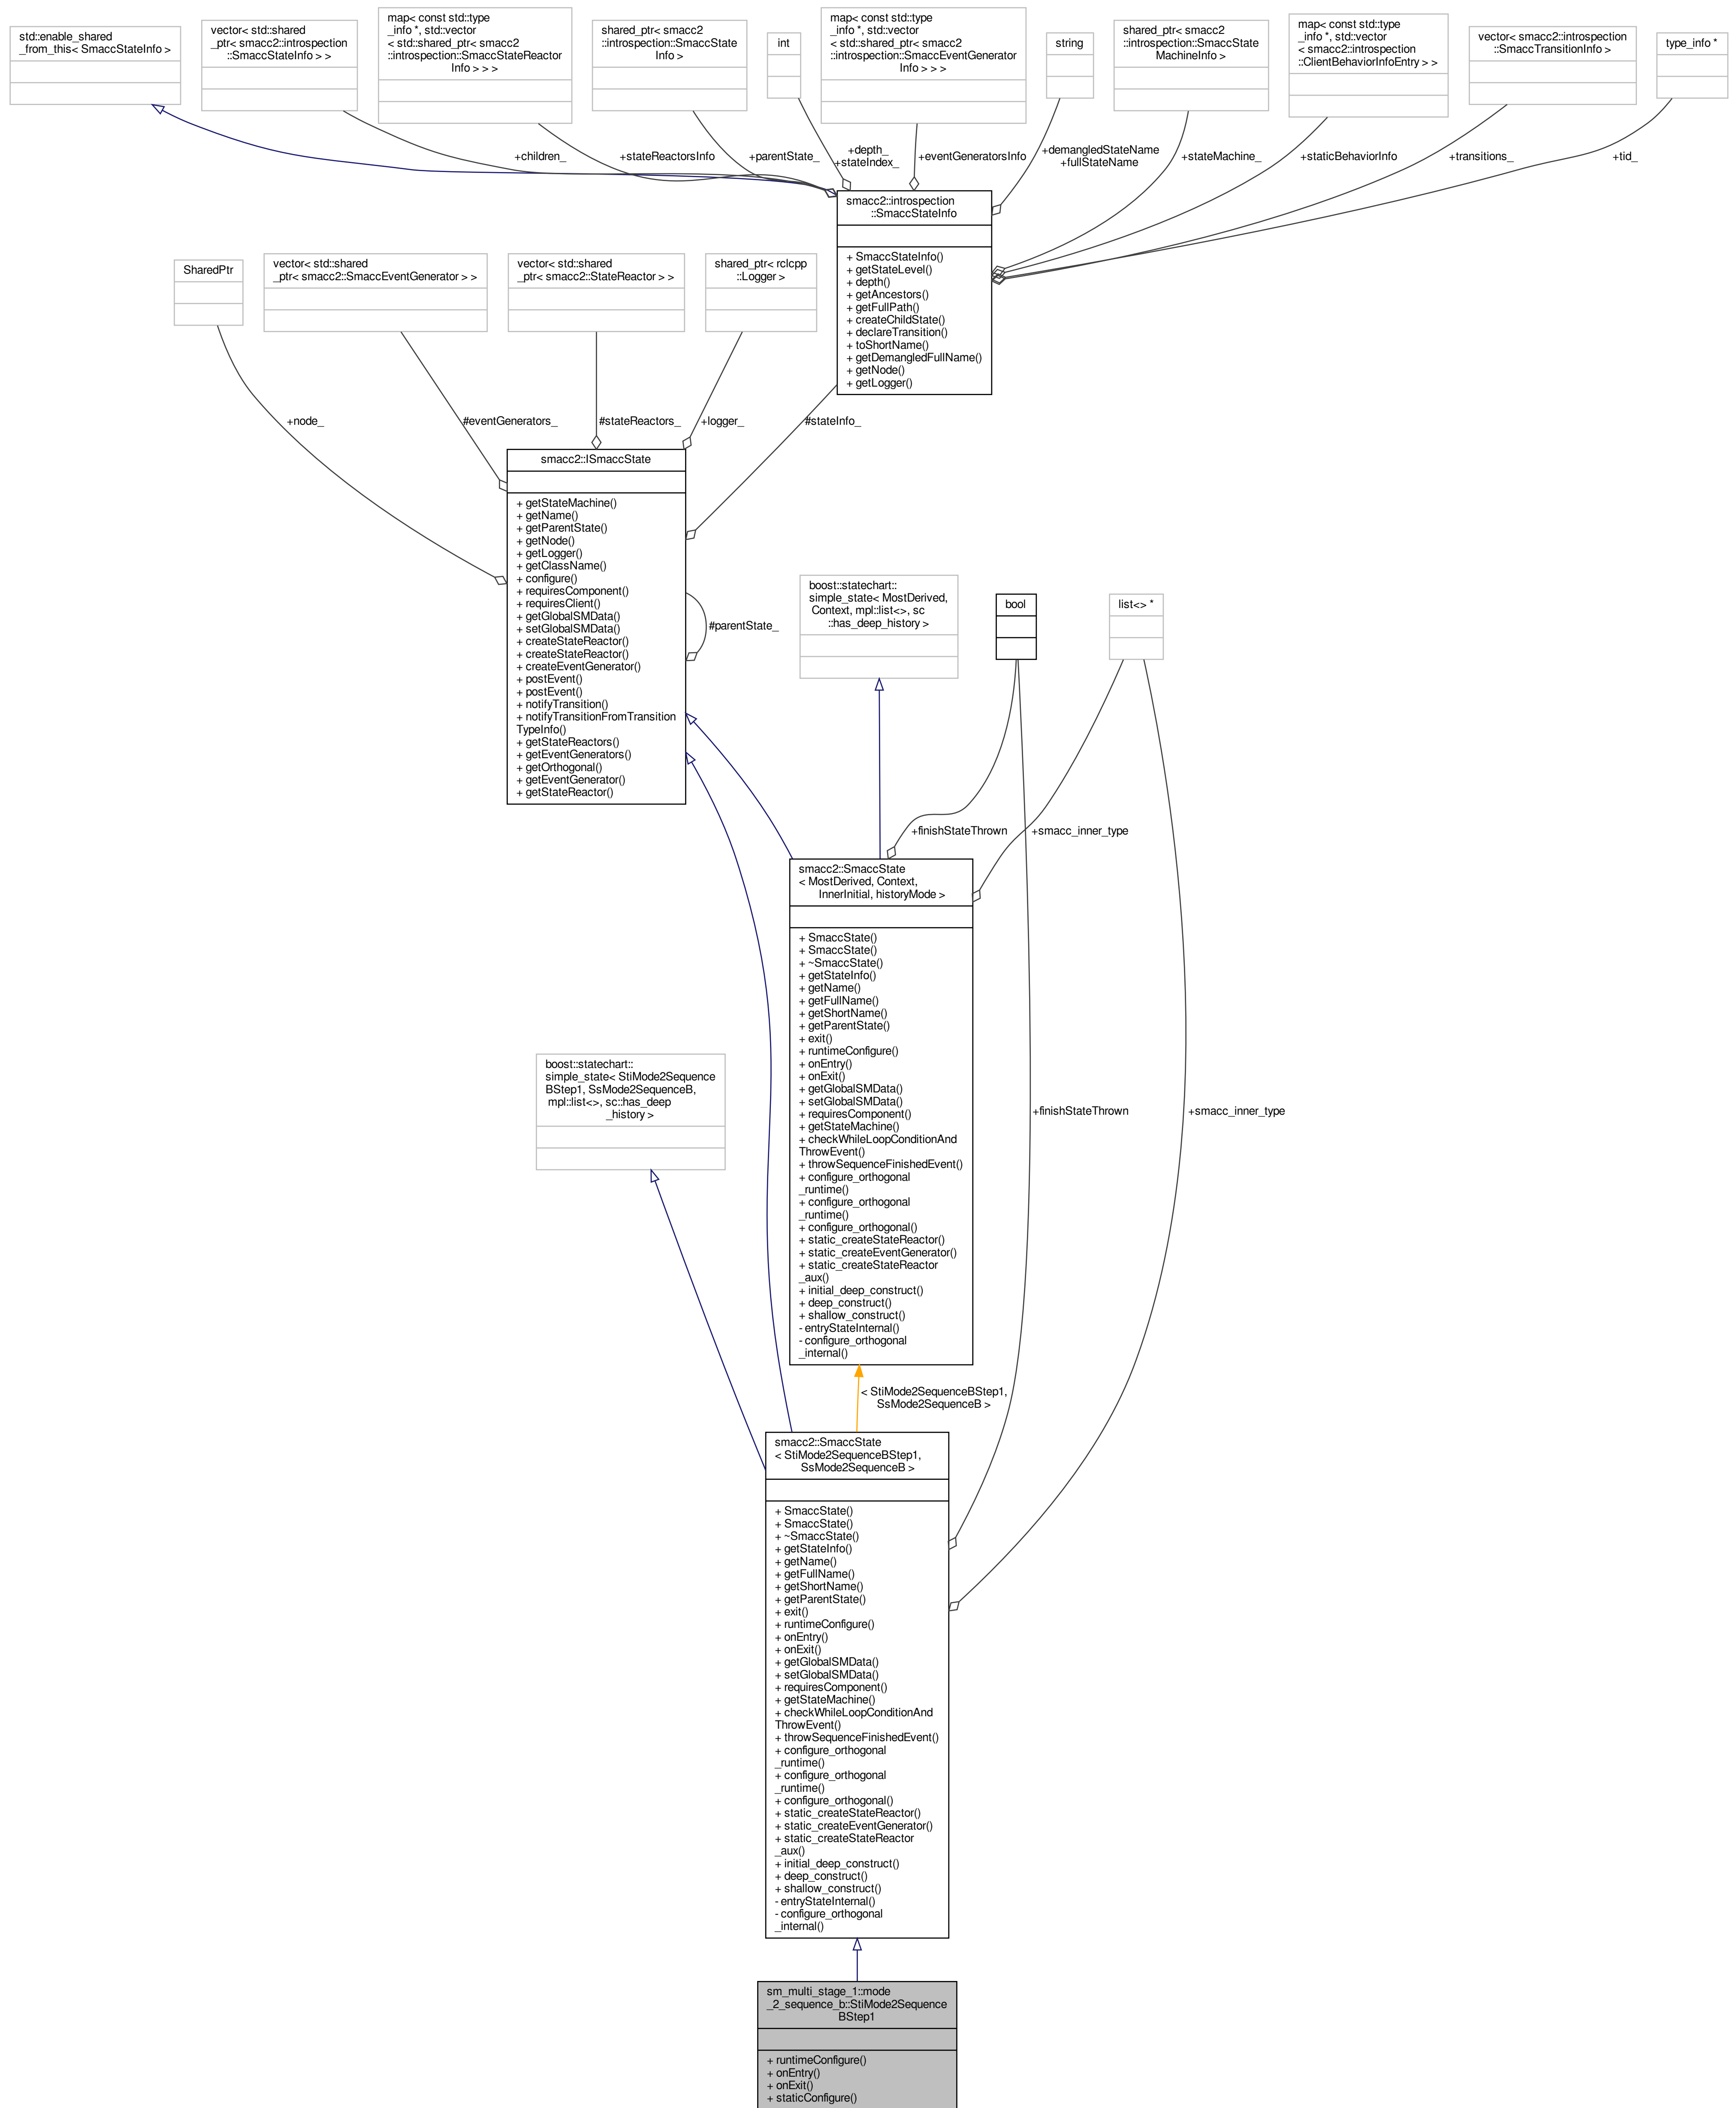 std::enable_shared
_from_this< SmaccStateInfo >
vector< std::shared
_ptr< smacc2::introspection
::SmaccStateInfo > >
map< const std::type
_info *, std::vector
< std::shared_ptr< smacc2
::introspection::SmaccStateReactor
Info > > >
shared_ptr< smacc2
::introspection::SmaccState
Info >
int
map< const std::type
_info *, std::vector
< std::shared_ptr< smacc2
::introspection::SmaccEventGenerator
Info > > >
string
shared_ptr< smacc2
::introspection::SmaccState
MachineInfo >
map< const std::type
_info *, std::vector
< smacc2::introspection
::ClientBehaviorInfoEntry > >
vector< smacc2::introspection
::SmaccTransitionInfo >
type_info *
+children_
+stateReactorsInfo
+parentState_
+depth_
+stateIndex_
+eventGeneratorsInfo
+demangledStateName
+fullStateName
+stateMachine_
+staticBehaviorInfo
+transitions_
+tid_
smacc2::introspection
::SmaccStateInfo
+ SmaccStateInfo()
+ getStateLevel()
+ depth()
+ getAncestors()
+ getFullPath()
+ createChildState()
+ declareTransition()
+ toShortName()
+ getDemangledFullName()
+ getNode()
+ getLogger()
SharedPtr
vector< std::shared
_ptr< smacc2::SmaccEventGenerator > >
vector< std::shared
_ptr< smacc2::StateReactor > >
shared_ptr< rclcpp
::Logger >
+node_
#eventGenerators_
#stateReactors_
+logger_
#stateInfo_
smacc2::ISmaccState
+ getStateMachine()
+ getName()
+ getParentState()
+ getNode()
+ getLogger()
+ getClassName()
+ configure()
+ requiresComponent()
+ requiresClient()
+ getGlobalSMData()
+ setGlobalSMData()
+ createStateReactor()
+ createStateReactor()
+ createEventGenerator()
+ postEvent()
+ postEvent()
+ notifyTransition()
+ notifyTransitionFromTransition
TypeInfo()
+ getStateReactors()
+ getEventGenerators()
+ getOrthogonal()
+ getEventGenerator()
+ getStateReactor()
#parentState_
boost::statechart::
simple_state< MostDerived,
Context, mpl::list<>, sc
::has_deep_history >
bool
list<> *
+finishStateThrown
+smacc_inner_type
smacc2::SmaccState
< MostDerived, Context,
InnerInitial, historyMode >
+ SmaccState()
+ SmaccState()
+ ~SmaccState()
+ getStateInfo()
+ getName()
+ getFullName()
+ getShortName()
+ getParentState()
+ exit()
+ runtimeConfigure()
+ onEntry()
+ onExit()
+ getGlobalSMData()
+ setGlobalSMData()
+ requiresComponent()
+ getStateMachine()
+ checkWhileLoopConditionAnd
ThrowEvent()
+ throwSequenceFinishedEvent()
+ configure_orthogonal
_runtime()
+ configure_orthogonal
_runtime()
+ configure_orthogonal()
+ static_createStateReactor()
+ static_createEventGenerator()
+ static_createStateReactor
_aux()
+ initial_deep_construct()
+ deep_construct()
+ shallow_construct()
- entryStateInternal()
- configure_orthogonal
_internal()
boost::statechart::
simple_state< StiMode2Sequence
BStep1, SsMode2SequenceB,
mpl::list<>, sc::has_deep
_history >
+finishStateThrown
+smacc_inner_type
< StiMode2SequenceBStep1,
SsMode2SequenceB >
smacc2::SmaccState
< StiMode2SequenceBStep1,
SsMode2SequenceB >
+ SmaccState()
+ SmaccState()
+ ~SmaccState()
+ getStateInfo()
+ getName()
+ getFullName()
+ getShortName()
+ getParentState()
+ exit()
+ runtimeConfigure()
+ onEntry()
+ onExit()
+ getGlobalSMData()
+ setGlobalSMData()
+ requiresComponent()
+ getStateMachine()
+ checkWhileLoopConditionAnd
ThrowEvent()
+ throwSequenceFinishedEvent()
+ configure_orthogonal
_runtime()
+ configure_orthogonal
_runtime()
+ configure_orthogonal()
+ static_createStateReactor()
+ static_createEventGenerator()
+ static_createStateReactor
_aux()
+ initial_deep_construct()
+ deep_construct()
+ shallow_construct()
- entryStateInternal()
- configure_orthogonal
_internal()
sm_multi_stage_1::mode
_2_sequence_b::StiMode2Sequence
BStep1
+ runtimeConfigure()
+ onEntry()
+ onExit()
+ staticConfigure()